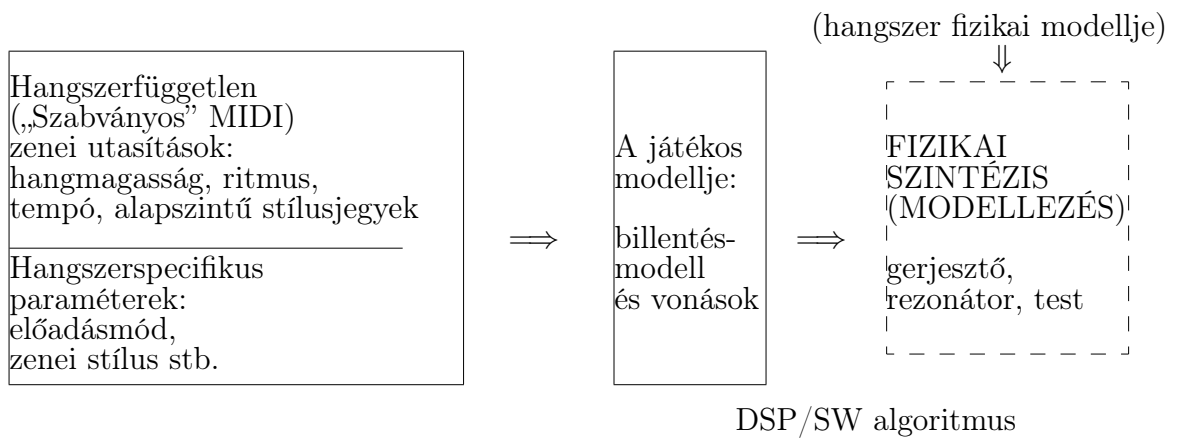 (hangszer fizikai modellje)
⇓
Hangszerfüggetlen
(„Szabványos” MIDI)
zenei utasítások:
hangmagasság, ritmus,
tempó, alapszintű stílusjegyek
Hangszerspecifikus
paraméterek:
előadásmód,
zenei stílus stb.
⟹
A játékos
modellje:
billentés-
modell
és vonások
⟹
FIZIKAI
SZINTÉZIS
(MODELLEZÉS)
gerjesztő,
rezonátor, test
DSP/SW algoritmus